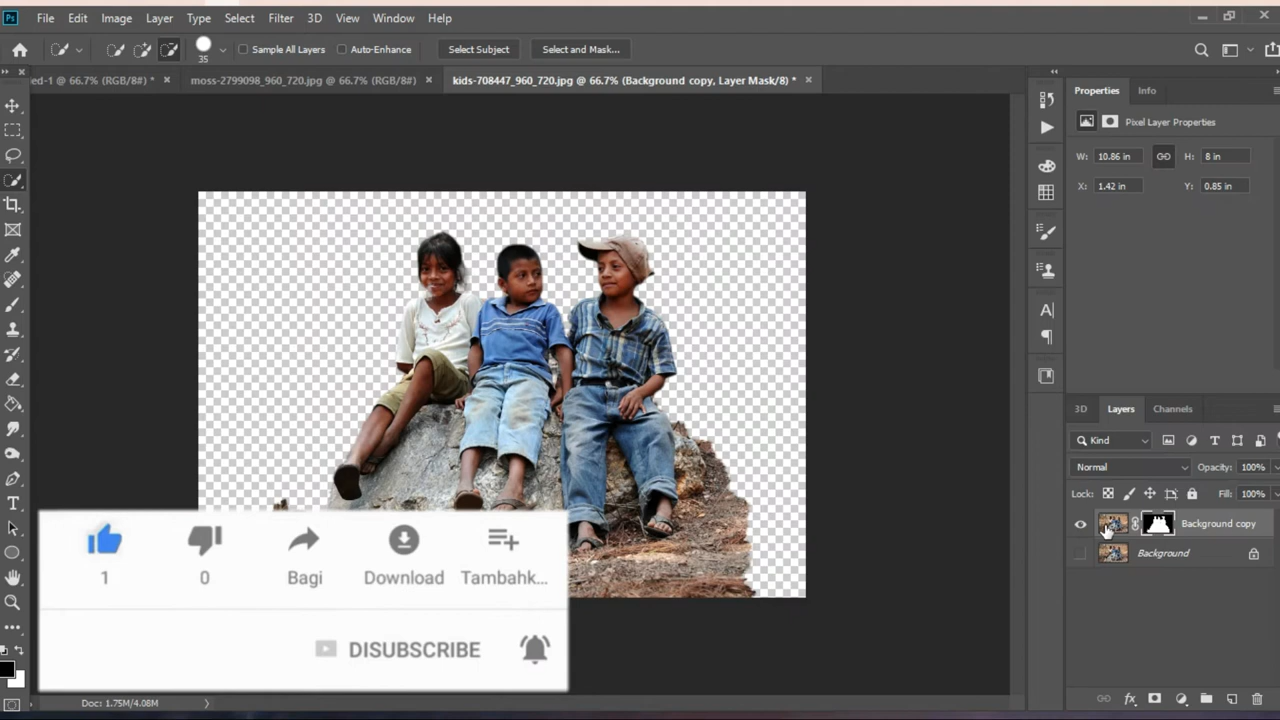 Ps File Edit Image Layer Type Select Filter 3D View Window Help
35 Sample All Layers Auto-Enhance Select Subject Select and Mask...
ed-1 @ 66.7% (RGB/8#) * × moss-2799098_960_720.jpg @ 66.7% (RGB/8#) × kids-708447_960_720.jpg @ 66.7% (Background copy, Layer Mask/8) * ×
Properties Info
Pixel Layer Properties
W: 10.86 in H: 8 in
X: 1.42 in Y: 0.85 in
3D Layers Channels
Kind
Normal Opacity: 100%
Lock: Fill: 100%
Background copy
Background
1 0 Bagi Download Tambahk...
DISUBSCRIBE
Doc: 1.75M/4.08M